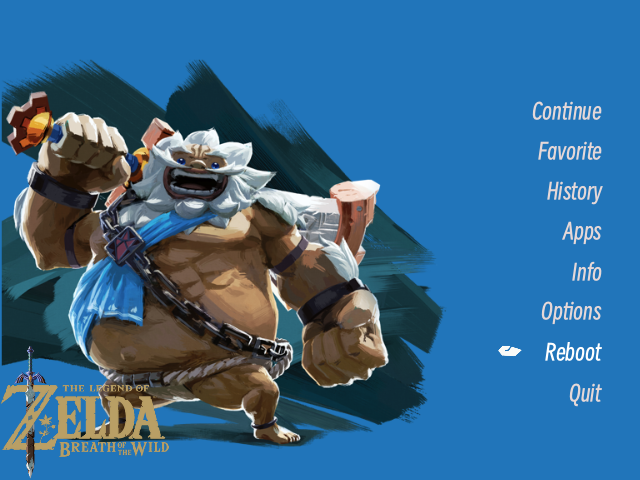 Continue
Favorite
History
Apps
Info
Options
Reboot
Quit
THE LEGEND OF
ZELDA
BREATH OF THE WILD